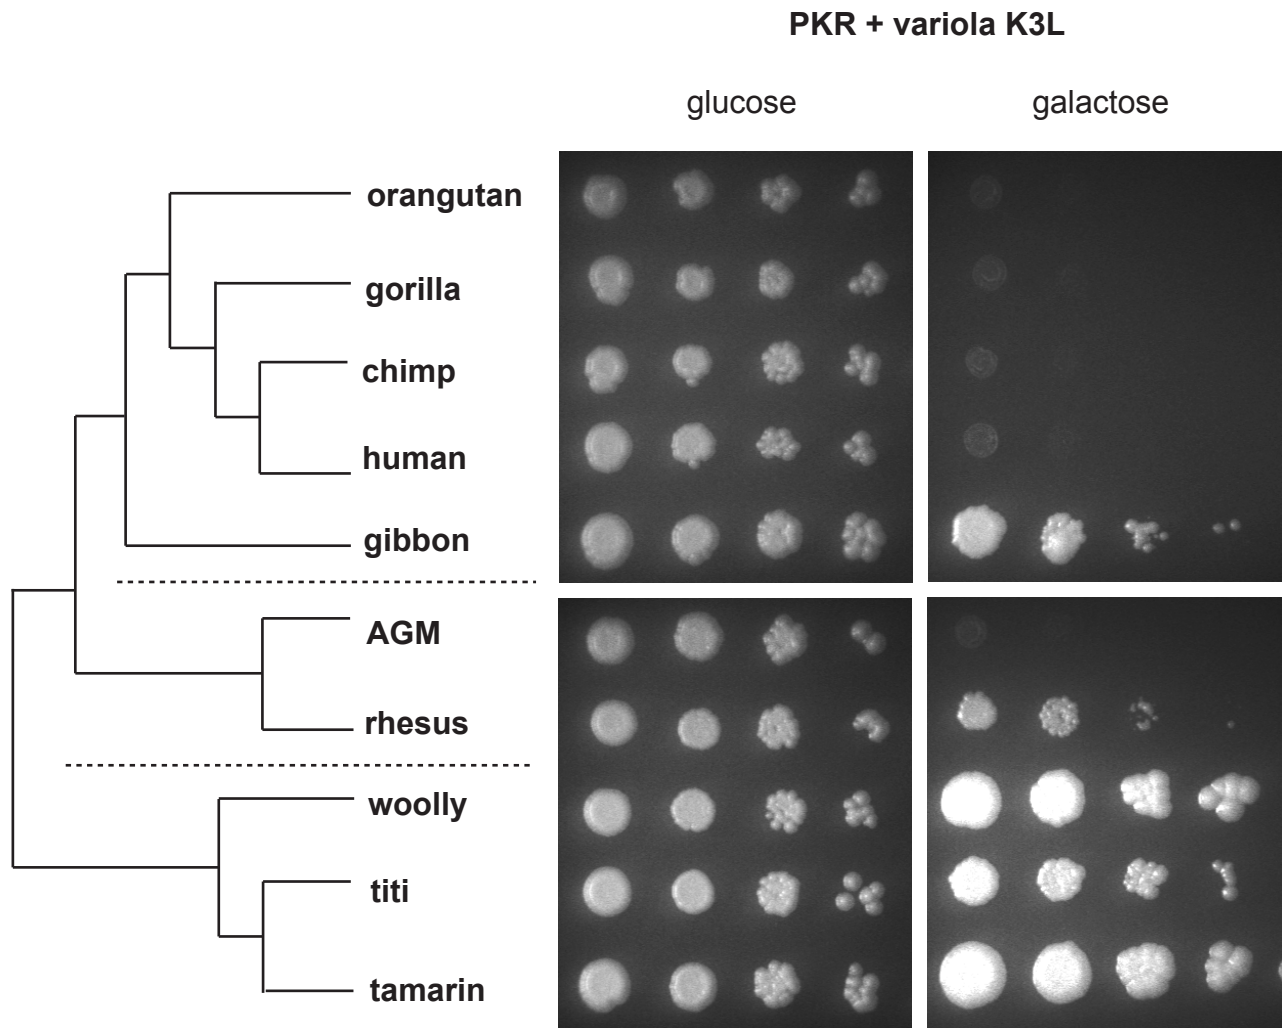 PKR + variola K3L
glucose galactose
orangutan
gorilla
chimp
human
gibbon
AGM
rhesus
woolly
titi
tamarin